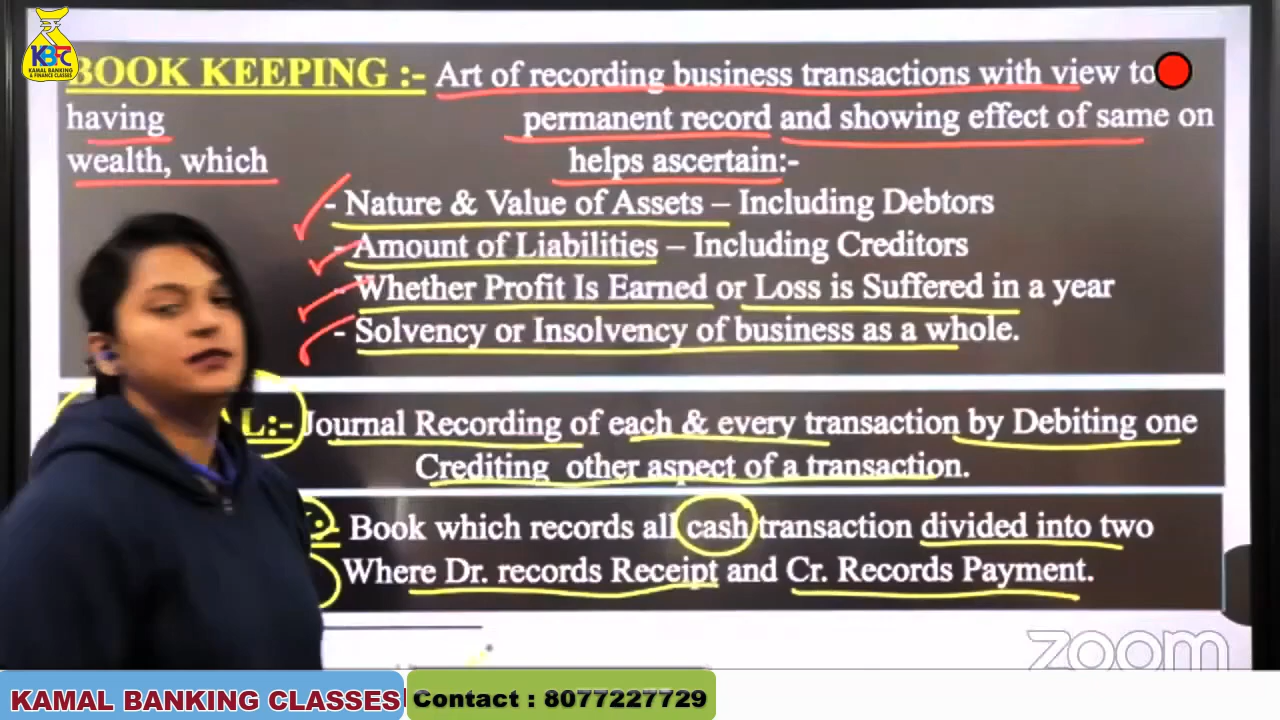 KBFC
KAMAL BANKING
& FINANCE CLASSES
BOOK KEEPING :- Art of recording business transactions with view to
having permanent record and showing effect of same on
wealth, which helps ascertain:-
- Nature & Value of Assets – Including Debtors
- Amount of Liabilities – Including Creditors
- Whether Profit Is Earned or Loss is Suffered in a year
- Solvency or Insolvency of business as a whole.
L:- Journal Recording of each & every transaction by Debiting one
Crediting other aspect of a transaction.
Book which records all cash transaction divided into two
Where Dr. records Receipt and Cr. Records Payment.
zoom
KAMAL BANKING CLASSES
Contact : 8077227729